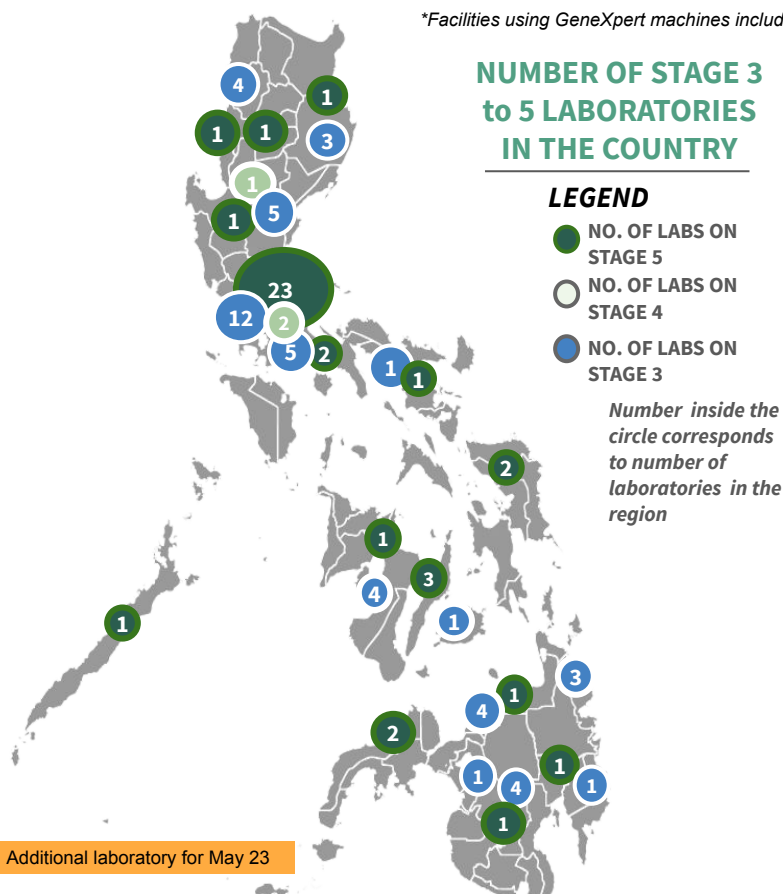 *Facilities using GeneXpert machines includ
NUMBER OF STAGE 3
to 5 LABORATORIES
IN THE COUNTRY
LEGEND
NO. OF LABS ON
STAGE 5
NO. OF LABS ON
STAGE 4
NO. OF LABS ON
STAGE 3
Number inside the
circle corresponds
to number of
laboratories in the
region
4
1
1
1
3
1
1
5
23
12
2
5
2
1
1
2
1
3
4
1
1
3
1
4
2
1
1
4
1
1
Additional laboratory for May 23